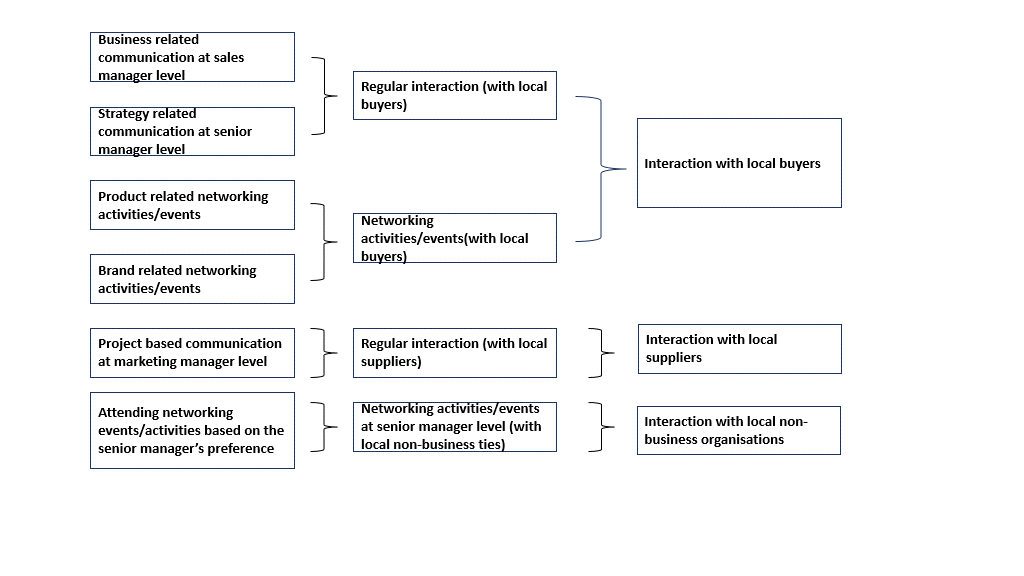 Business related
communication at sales
manager level
Strategy related
communication at senior
manager level
Product related networking
activities/events
Brand related networking
activities/events
Project based communication
at marketing manager level
Attending networking
events/activities based on the
senior manager’s preference
Regular interaction (with local
buyers)
Networking
activities/events(with local
buyers)
Regular interaction (with local
suppliers)
Networking activities/events
at senior manager level (with
local non-business ties)
Interaction with local buyers
Interaction with local
suppliers
Interaction with local non-
business organisations